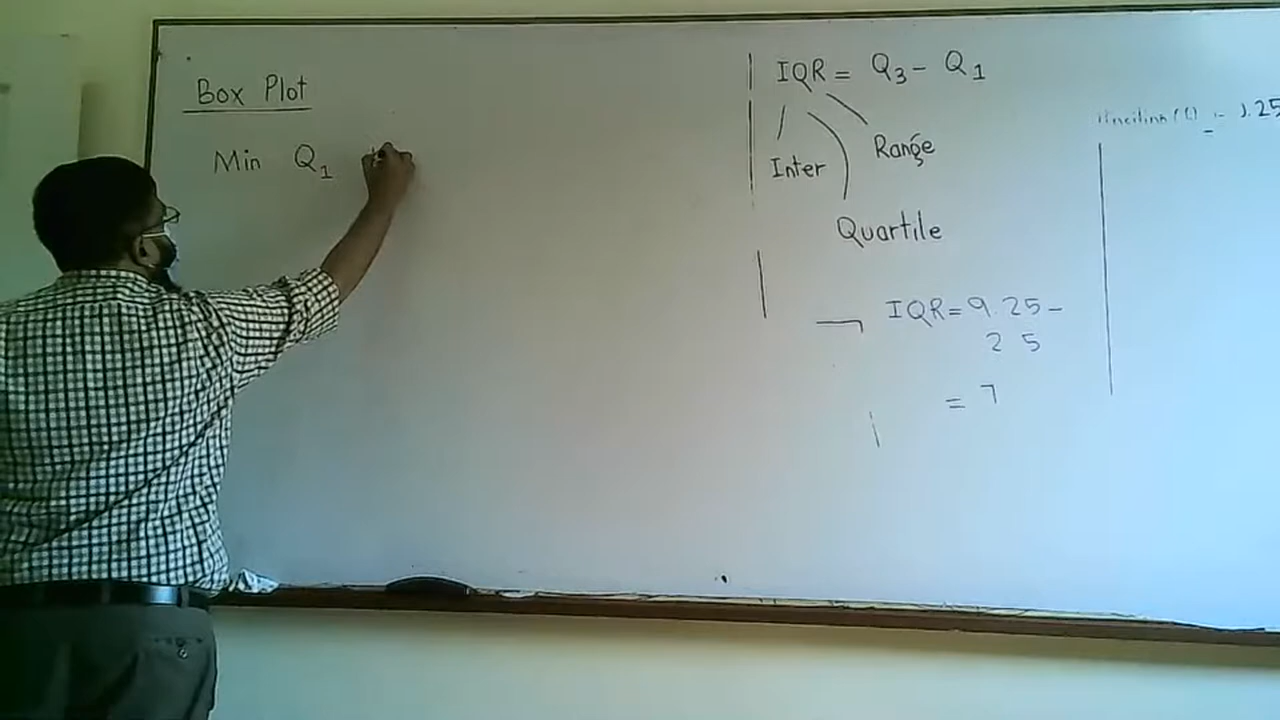 Box Plot
Min Q1
IQR = Q3 - Q1
Inter
Range
Quartile
IQR = 9.25 -
2 5
= 7